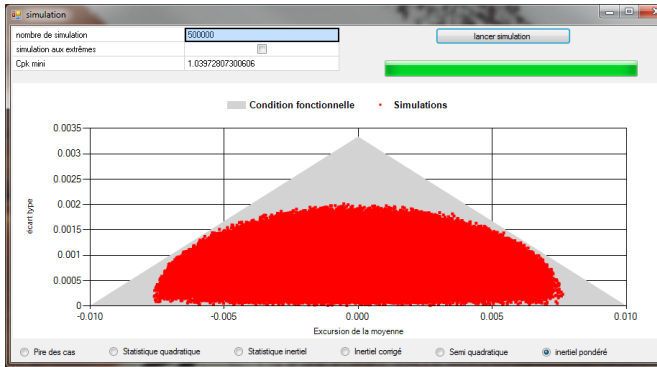 simulation
nombre de simulation 500000
lancer simulation
simulation aux extrêmes
Cpk mini 1.03972807300606
Condition fonctionnelle Simulations
0.0035
0.003
0.0025
0.002
0.0015
0.001
0.0005
0
écart type
-0.010 -0.005 0.000 0.005 0.010
Excursion de la moyenne
Pire des cas Statistique quadratique Statistique inertiel Inertiel corrigé Semi quadratique inertiel pondéré